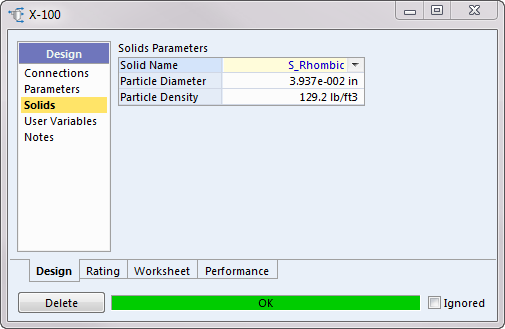 X-100
Design
Connections
Parameters
Solids
User Variables
Notes
Solids Parameters
Solid Name S_Rhombic
Particle Diameter 3.937e-002 in
Particle Density 129.2 lb/ft3
Design Rating Worksheet Performance
Delete OK Ignored